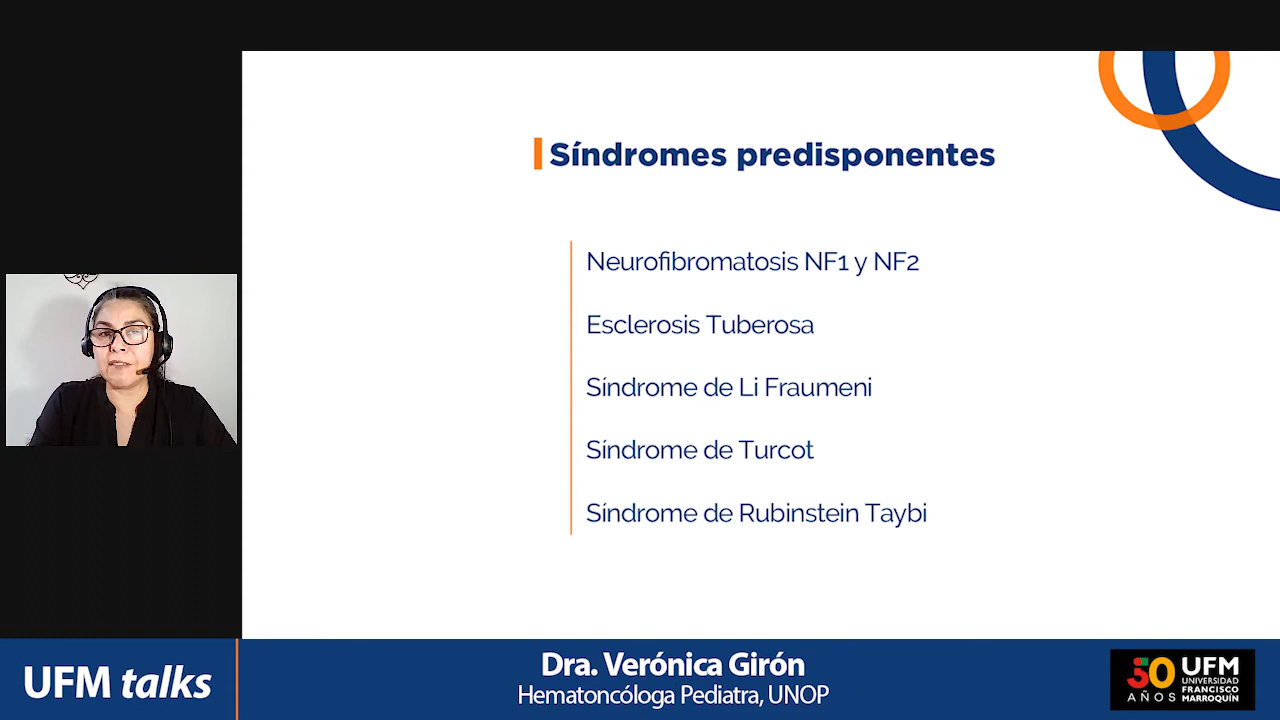 Síndromes predisponentes
Neurofibromatosis NF1 y NF2
Esclerosis Tuberosa
Síndrome de Li Fraumeni
Síndrome de Turcot
Síndrome de Rubinstein Taybi
UFM talks
Dra. Verónica Girón
Hematoncóloga Pediatra, UNOP
50 AÑOS
UFM
UNIVERSIDAD
FRANCISCO
MARROQUÍN